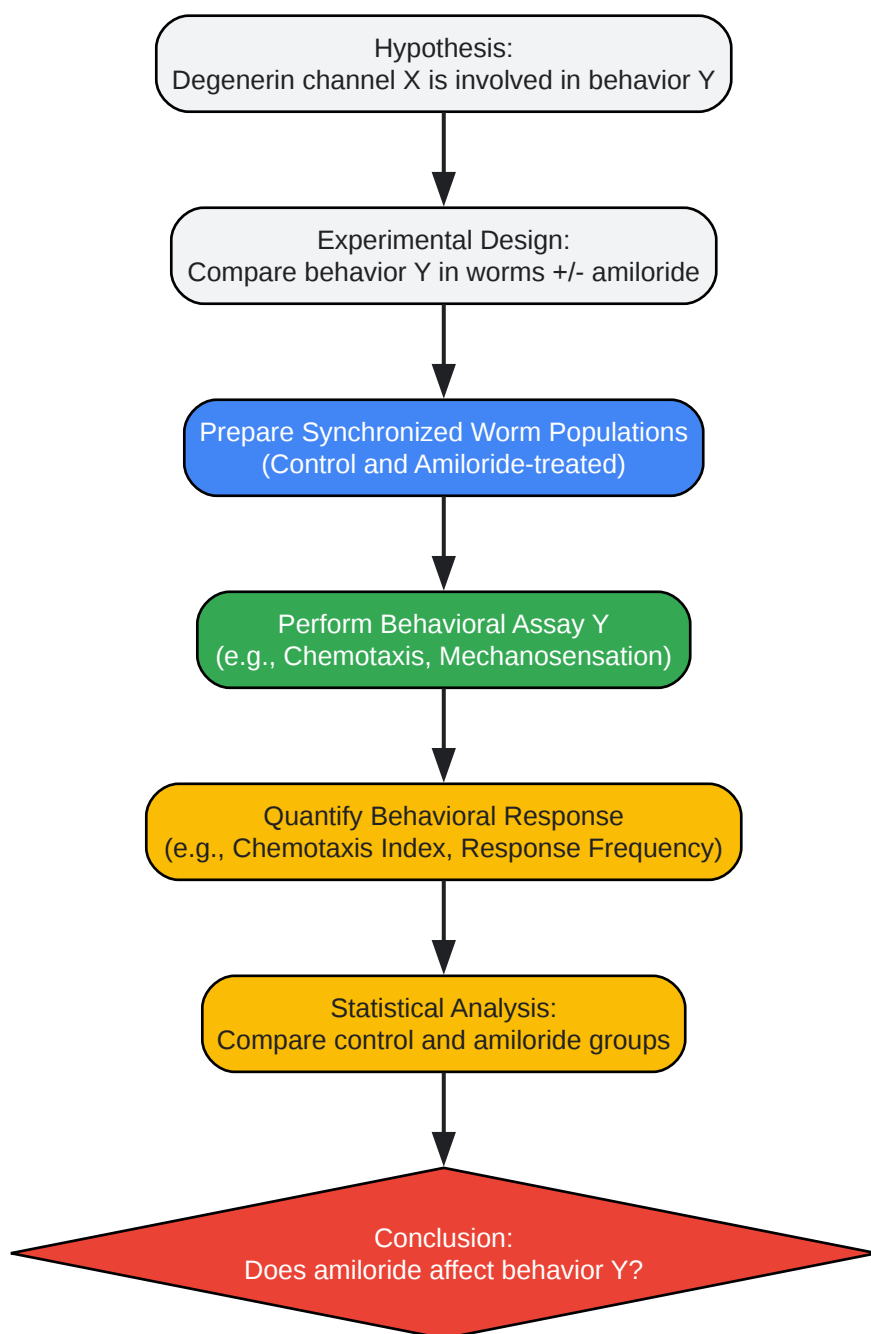 Hypothesis:
Degenerin channel X is involved in behavior Y
Experimental Design:
Compare behavior Y in worms +/- amiloride
Prepare Synchronized Worm Populations
(Control and Amiloride-treated)
Perform Behavioral Assay Y
(e.g., Chemotaxis, Mechanosensation)
Quantify Behavioral Response
(e.g., Chemotaxis Index, Response Frequency)
Statistical Analysis:
Compare control and amiloride groups
Conclusion:
Does amiloride affect behavior Y?